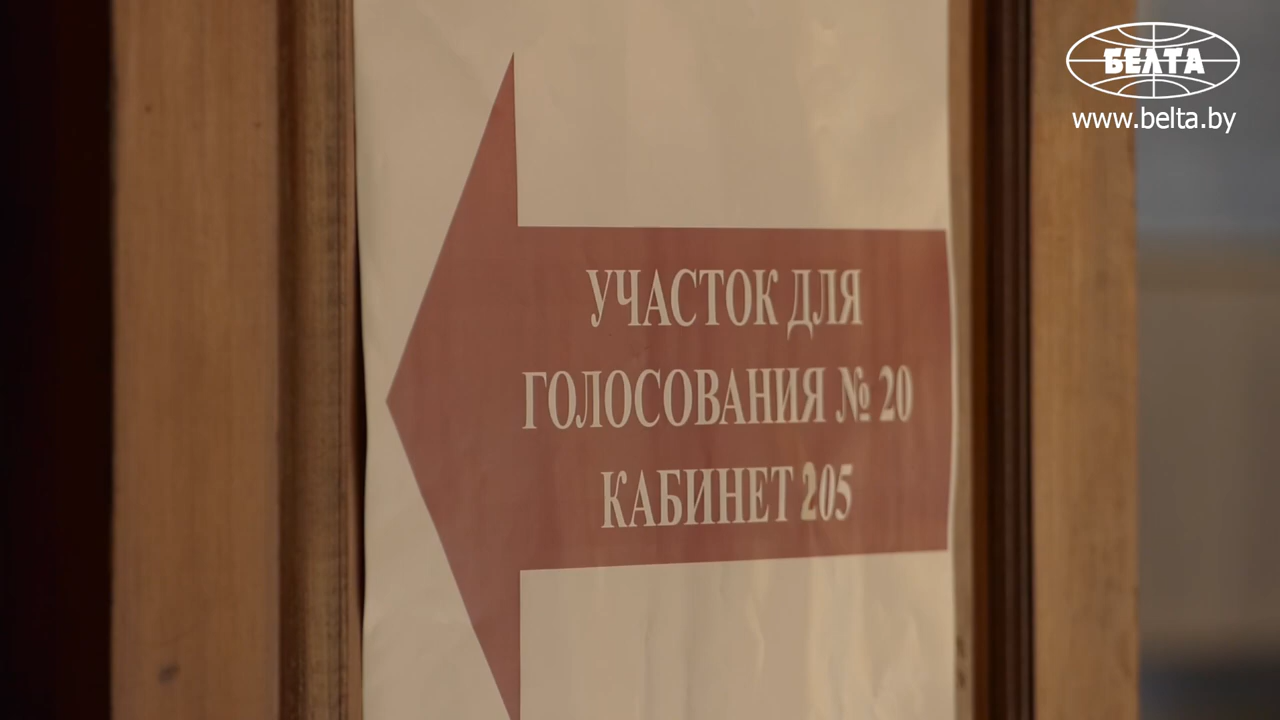 БЕЛТА
www.belta.by
УЧАСТОК ДЛЯ
ГОЛОСОВАНИЯ № 20
КАБИНЕТ 205